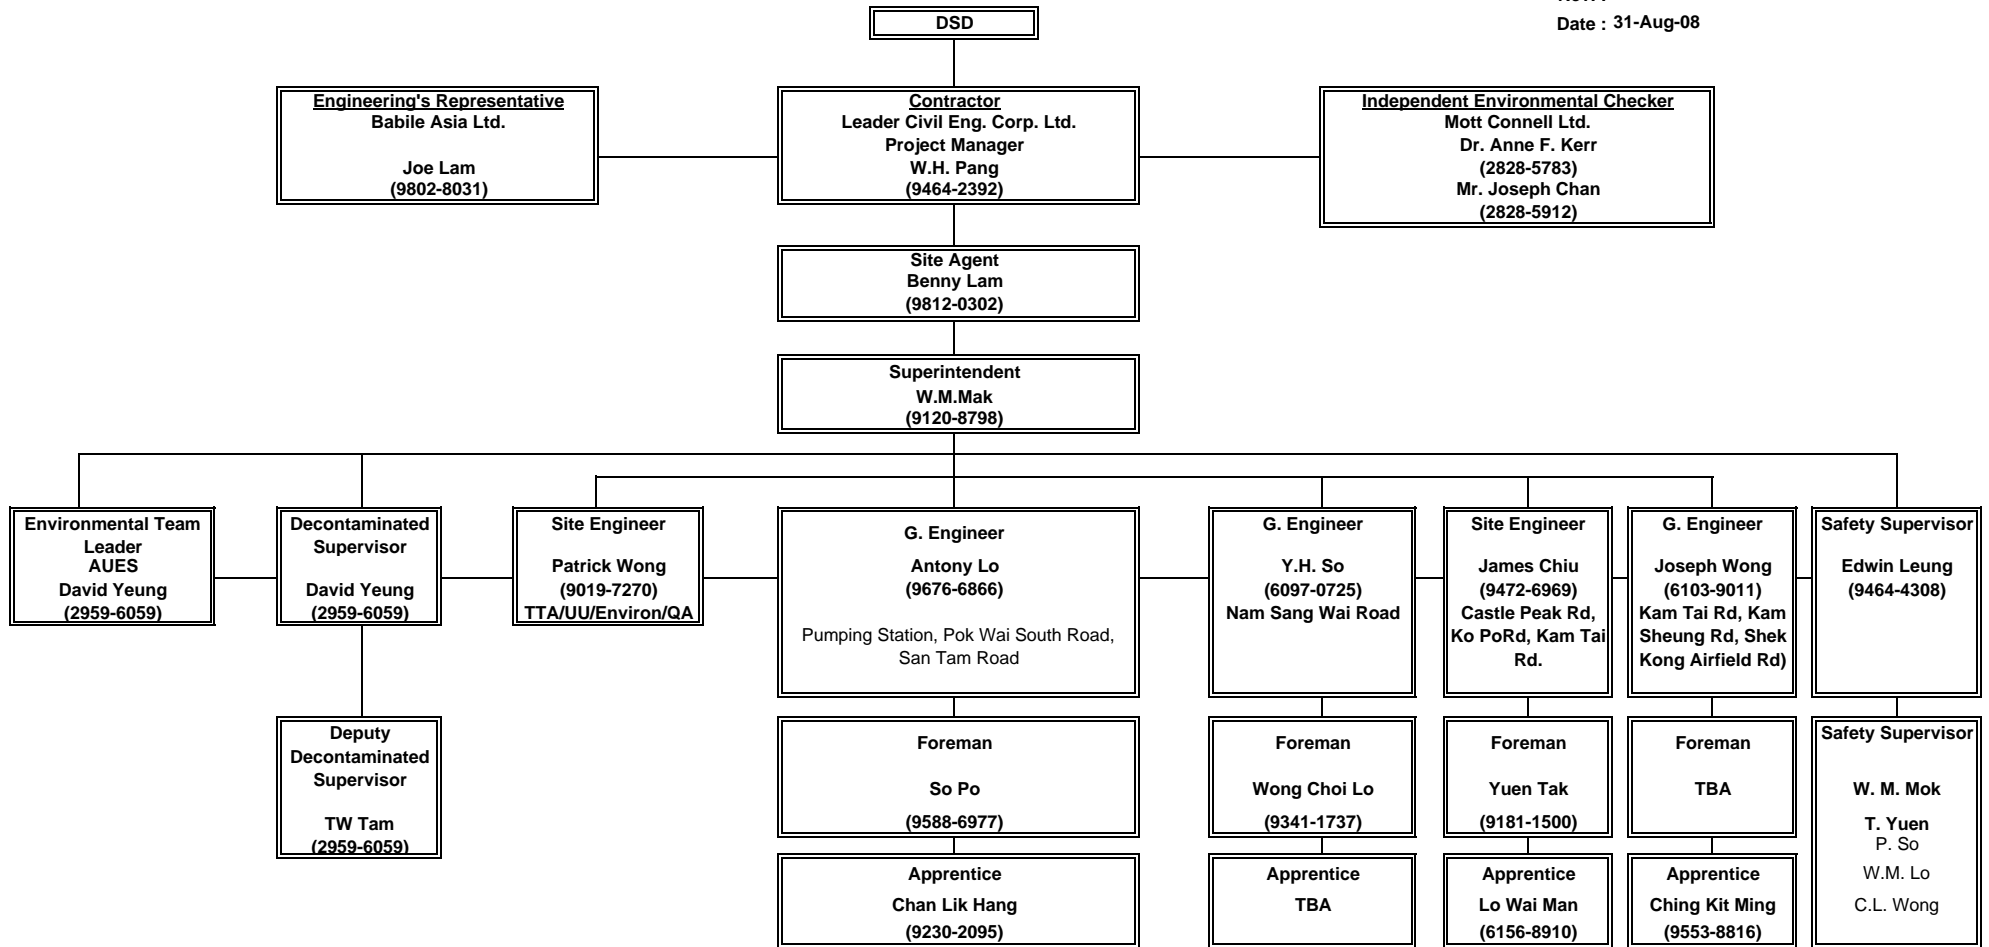 Date : 31-Aug-08
DSD
Engineering's Representative
Babile Asia Ltd.
Joe Lam
(9802-8031)
Contractor
Leader Civil Eng. Corp. Ltd.
Project Manager
W.H. Pang
(9464-2392)
Independent Environmental Checker
Mott Connell Ltd.
Dr. Anne F. Kerr
(2828-5783)
Mr. Joseph Chan
(2828-5912)
Site Agent
Benny Lam
(9812-0302)
Superintendent
W.M.Mak
(9120-8798)
Environmental Team
Leader
AUES
David Yeung
(2959-6059)
Decontaminated
Supervisor
David Yeung
(2959-6059)
Site Engineer
Patrick Wong
(9019-7270)
TTA/UU/Environ/QA
G. Engineer
Antony Lo
(9676-6866)
Pumping Station, Pok Wai South Road,
San Tam Road
G. Engineer
Y.H. So
(6097-0725)
Nam Sang Wai Road
Site Engineer
James Chiu
(9472-6969)
Castle Peak Rd,
Ko PoRd, Kam Tai
Rd.
G. Engineer
Joseph Wong
(6103-9011)
Kam Tai Rd, Kam
Sheung Rd, Shek
Kong Airfield Rd)
Safety Supervisor
Edwin Leung
(9464-4308)
Deputy
Decontaminated
Supervisor
TW Tam
(2959-6059)
Foreman
So Po
(9588-6977)
Foreman
Wong Choi Lo
(9341-1737)
Foreman
Yuen Tak
(9181-1500)
Foreman
TBA
Safety Supervisor
W. M. Mok
T. Yuen
P. So
W.M. Lo
C.L. Wong
Apprentice
Chan Lik Hang
(9230-2095)
Apprentice
TBA
Apprentice
Lo Wai Man
(6156-8910)
Apprentice
Ching Kit Ming
(9553-8816)